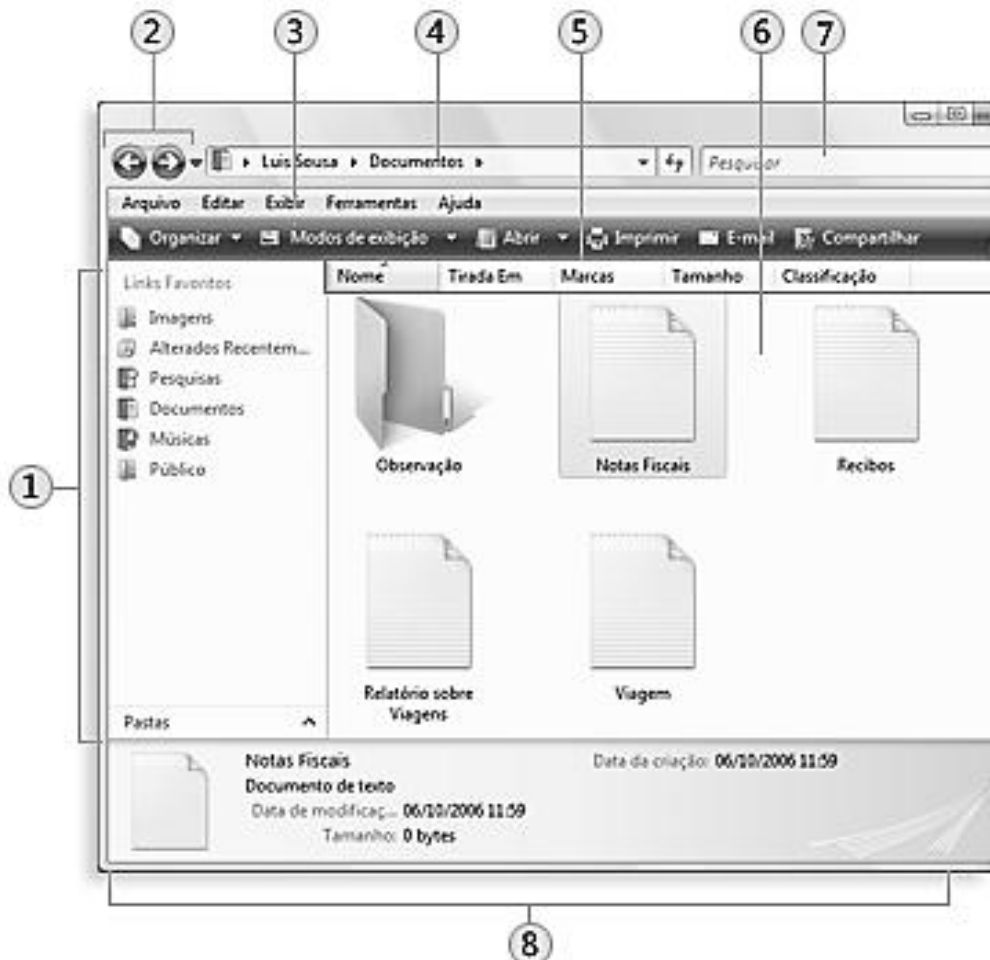 2 3 4 5 6 7
Luis Sousa Documentos Pesquisar
Arquivo Editar Exibir Ferramentas Ajuda
Organizar Modos de exibição Abrir Imprimir E-mail Compartilhar
Links Favoritos
Imagens
Alterados Recentem...
Pesquisas
Documentos
Músicas
Público
Pastas
1
Nome Tirada Em Marcas Tamanho Classificação
Observação Notas Fiscais Recibos
Relatório sobre
Viagens
Viagem
Notas Fiscais
Documento de texto
Data de modificaç... 06/10/2006 11:59
Tamanho: 0 bytes
Data da criação: 06/10/2006 11:59
8